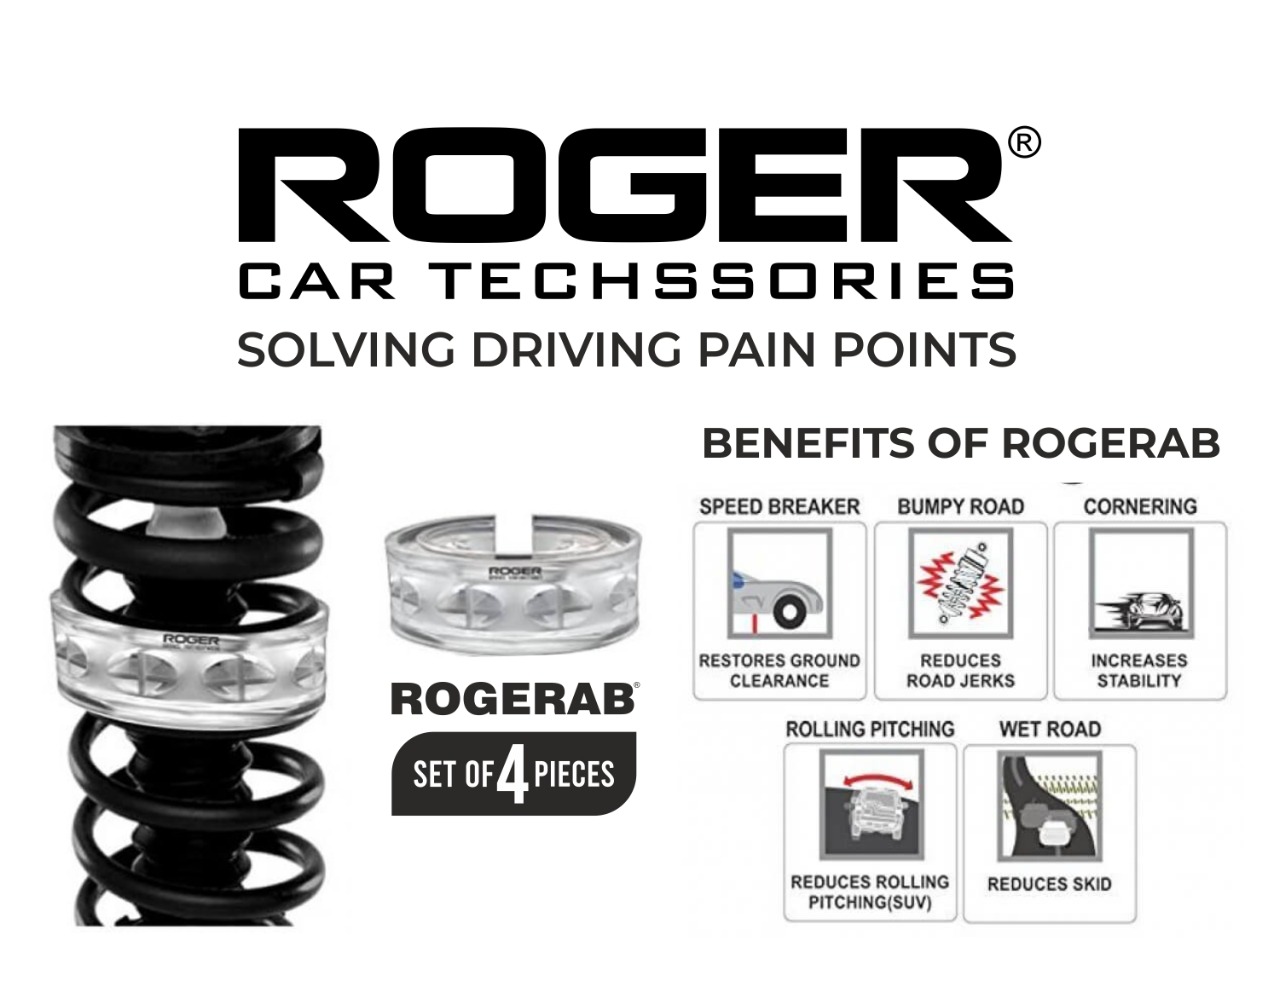 ROGER®
CAR TECHSSORIES
SOLVING DRIVING PAIN POINTS
BENEFITS OF ROGERAB
SPEED BREAKER
RESTORES GROUND
CLEARANCE
BUMPY ROAD
REDUCES
ROAD JERKS
CORNERING
INCREASES
STABILITY
ROLLING PITCHING
REDUCES ROLLING
PITCHING(SUV)
WET ROAD
REDUCES SKID
ROGER
ROGER
ROGERAB®
SET OF 4 PIECES